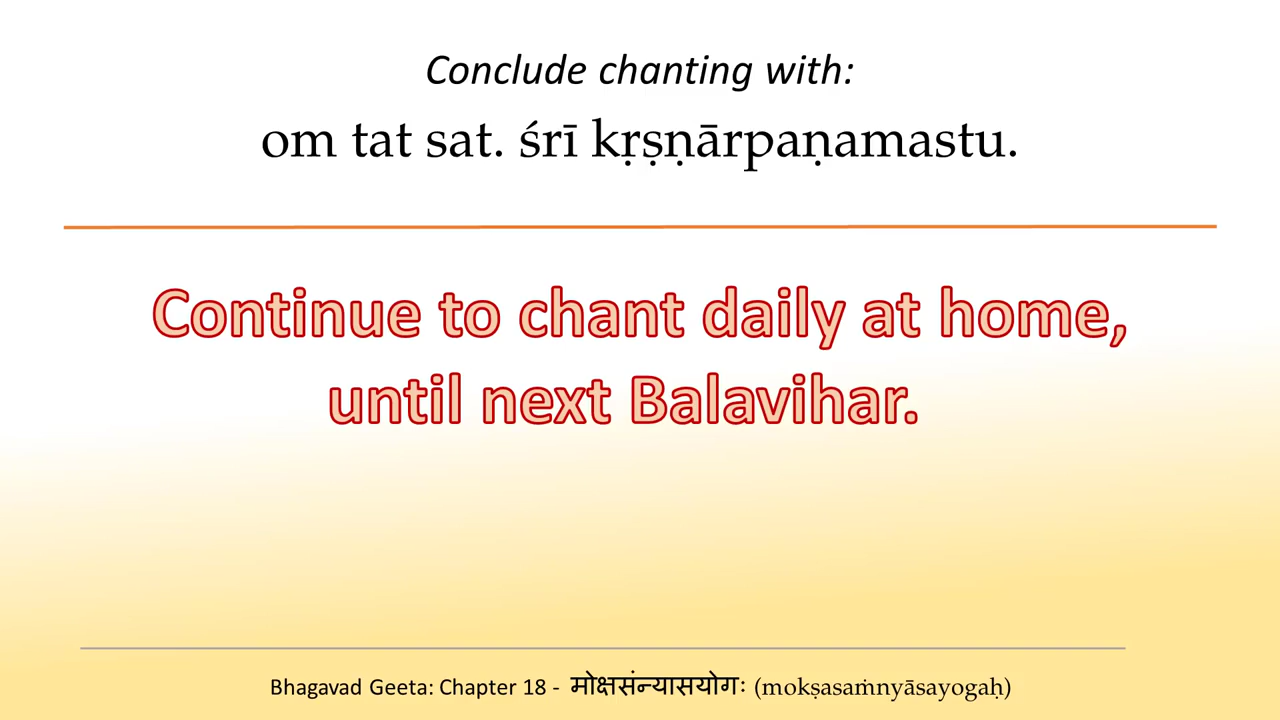 Conclude chanting with:
om tat sat. śrī kṛṣṇārpaṇamastu.
Continue to chant daily at home,
until next Balavihar.
Bhagavad Geeta: Chapter 18 - मोक्षसंन्यासयोगः (mokṣasaṁnyāsayogaḥ)